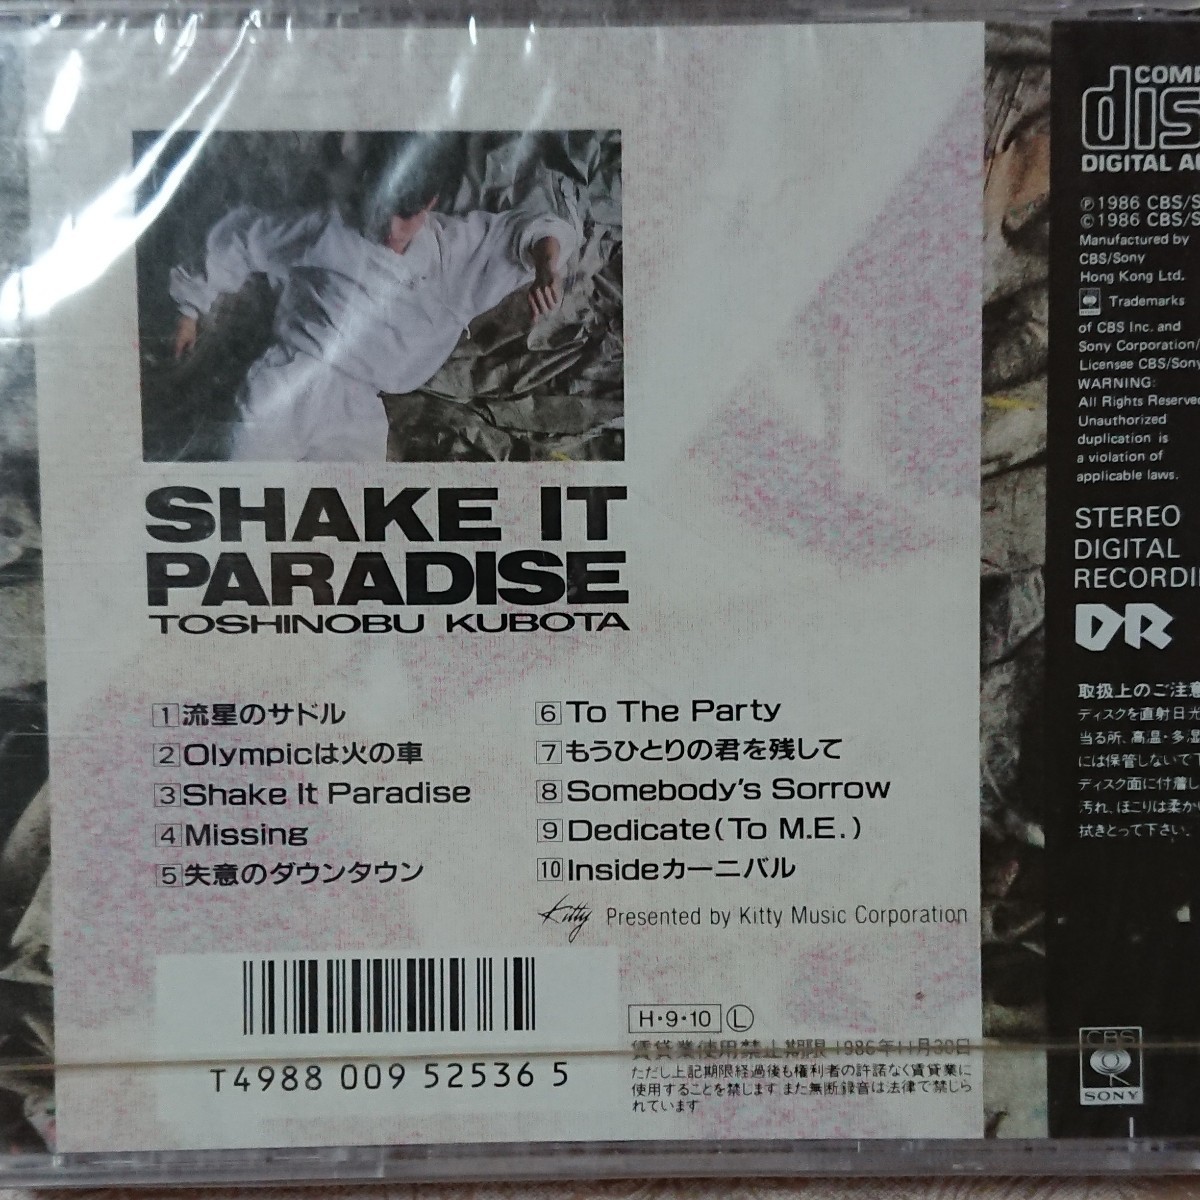 SHAKE IT
PARADISE
TOSHINOBU KUBOTA
1 流星のサドル
2 Olympicは火の車
3 Shake It Paradise
4 Missing
5 失意のダウンタウン
6 To The Party
7 もうひとりの君を残して
8 Somebody's Sorrow
9 Dedicate (To M.E.)
10 Insideカーニバル
Kitty Presented by Kitty Music Corporation
T4988 009 52536 5
H・9・10 Ⓛ
賃貸業使用禁止期限 1986年11月30日
ただし上記期限経過後も権利者の許諾なく賃貸業に
使用することを禁じます また無断録音は法律で禁じら
れています
COMP
dis
DIGITAL AU
℗1986 CBS/S
©1986 CBS/S
Manufactured by
CBS/Sony
Hong Kong Ltd.
Trademarks
of CBS Inc. and
Sony Corporation/
Licensee CBS/Sony
WARNING:
All Rights Reserved
Unauthorized
duplication is
a violation of
applicable laws.
STEREO
DIGITAL
RECORDI
DR
取扱上のご注意
ディスクを直射日光
当る所、高温・多湿
には保管しないで下
ディスク面に付着し
汚れ、ほこりは柔か
拭きとって下さい。
CBS
SONY